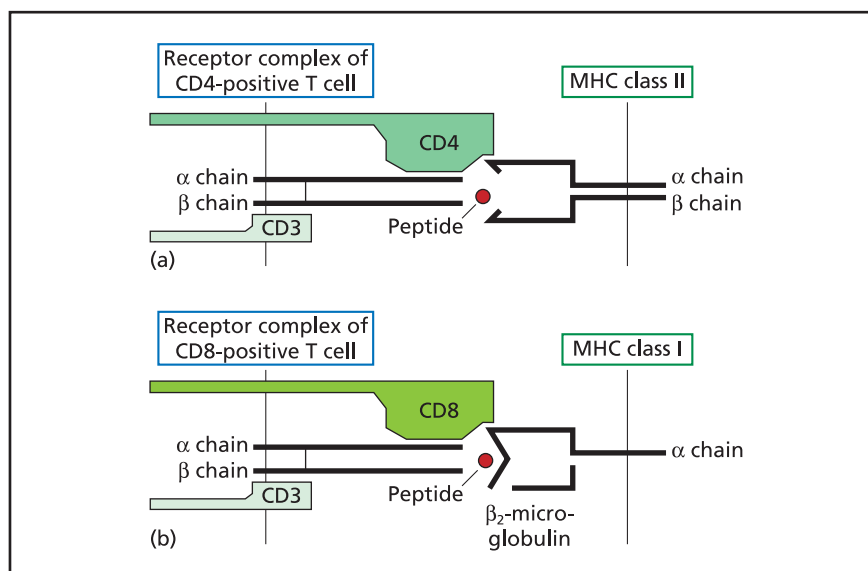 Receptor complex of
CD4-positive T cell
MHC class II
CD4
α chain
β chain
α chain
β chain
Peptide
CD3
(a)
Receptor complex of
CD8-positive T cell
MHC class I
CD8
α chain
β chain
α chain
Peptide
CD3
β₂-micro-
globulin
(b)